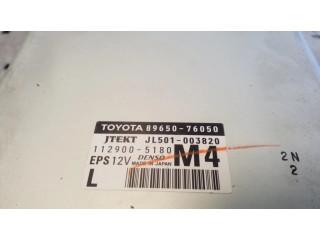 TOYOTA 89650-76050
JTEKT JL501-003820
112900-5180
EPS 12V DENSO MADE IN JAPAN M4
L
2N
2